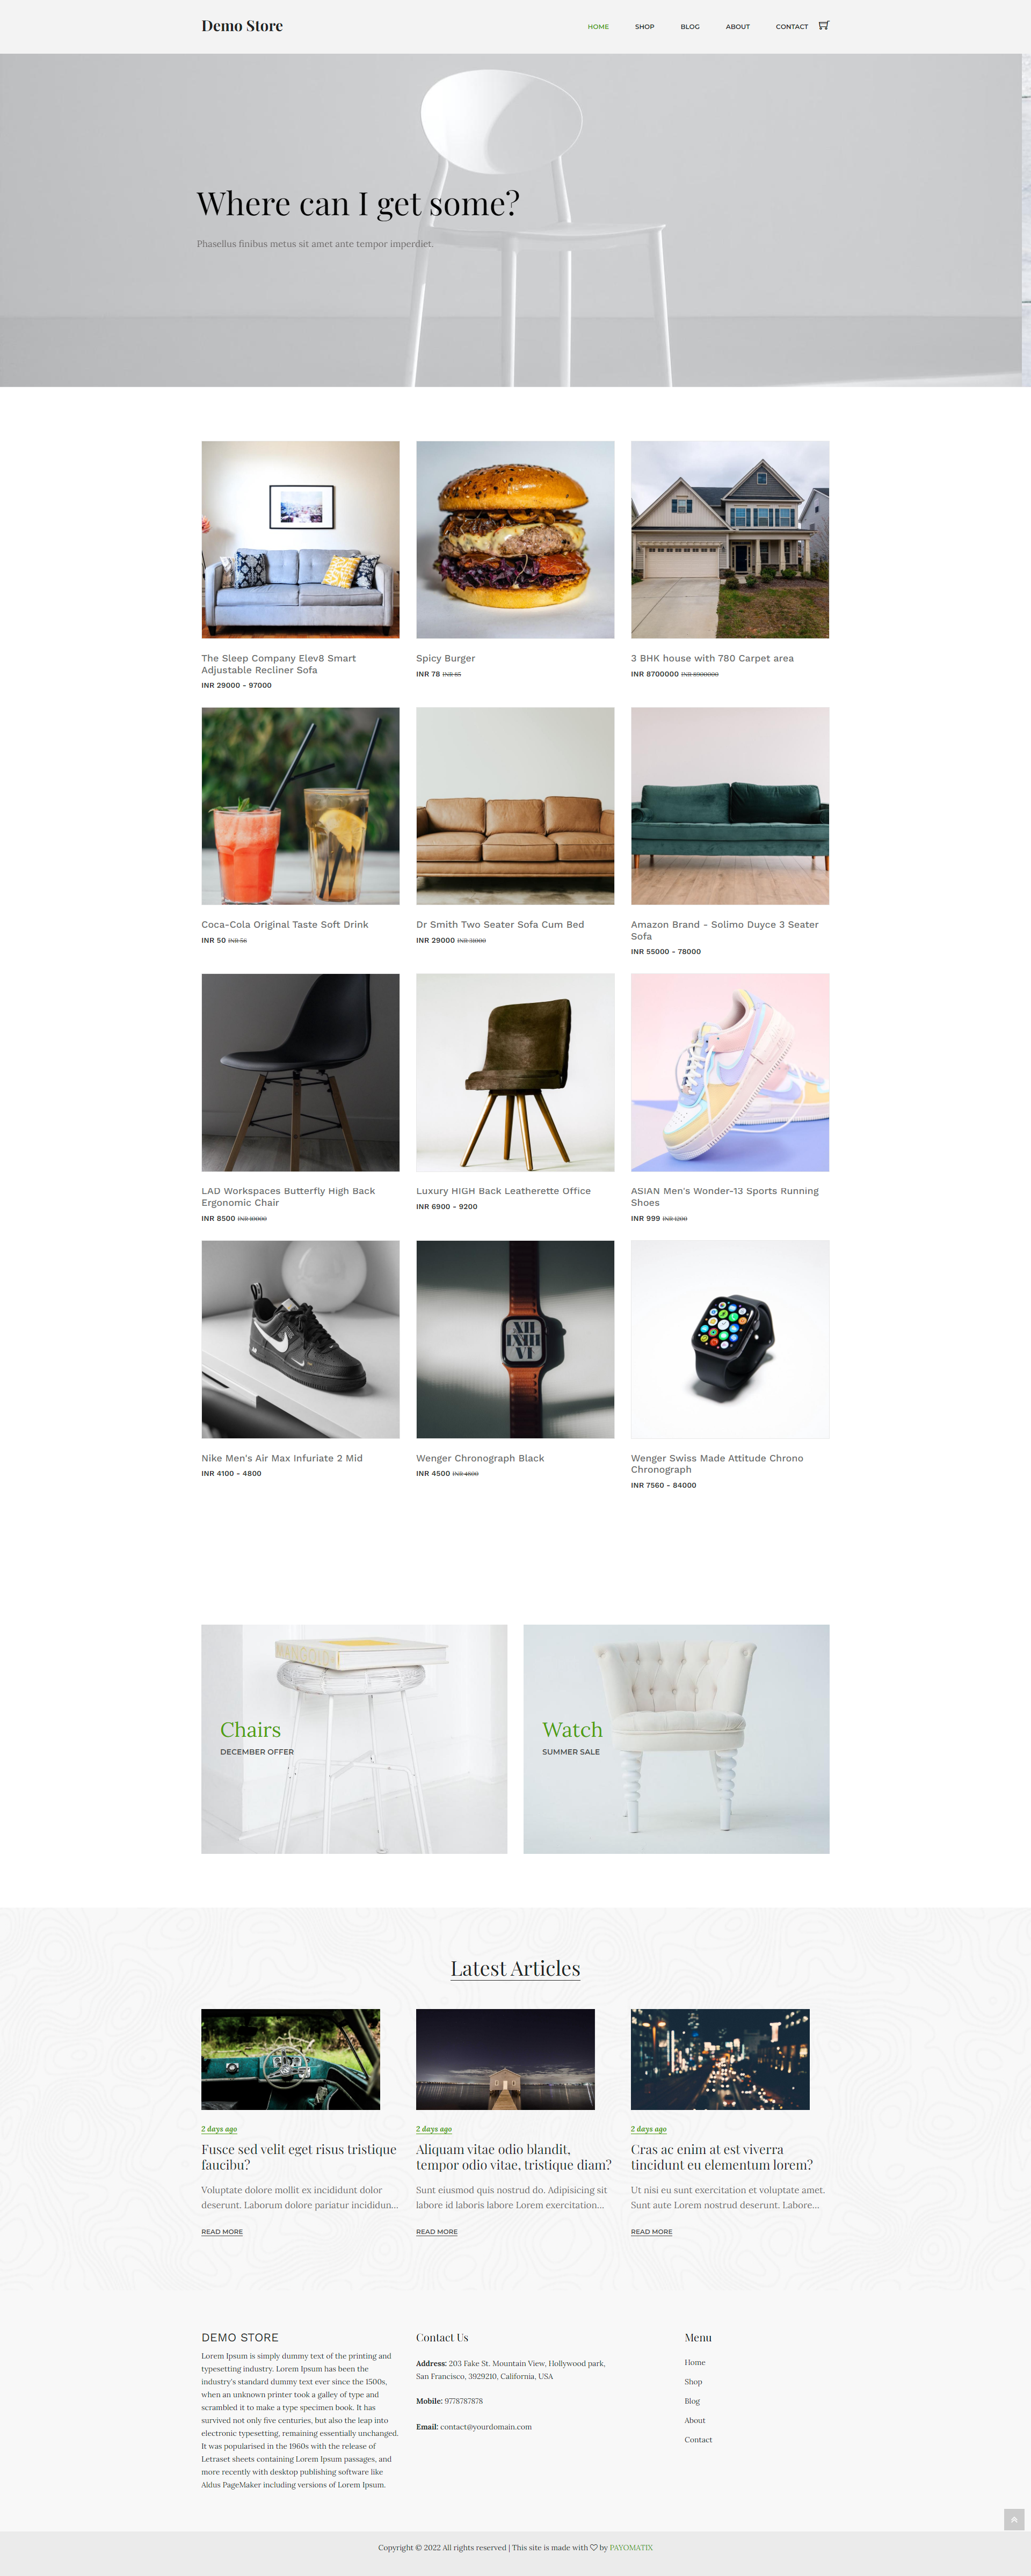 Demo Store
HOME SHOP BLOG ABOUT CONTACT
Where can I get some?
Phasellus finibus metus sit amet ante tempor imperdiet.
The Sleep Company Elev8 Smart
Adjustable Recliner Sofa
INR 29000 - 97000
Spicy Burger
INR 78 INR 85
3 BHK house with 780 Carpet area
INR 8700000 INR 8900000
Coca-Cola Original Taste Soft Drink
INR 50 INR 56
Dr Smith Two Seater Sofa Cum Bed
INR 29000 INR 31000
Amazon Brand - Solimo Duyce 3 Seater
Sofa
INR 55000 - 78000
LAD Workspaces Butterfly High Back
Ergonomic Chair
INR 8500 INR 10000
Luxury HIGH Back Leatherette Office
INR 6900 - 9200
ASIAN Men's Wonder-13 Sports Running
Shoes
INR 999 INR 1200
Nike Men's Air Max Infuriate 2 Mid
INR 4100 - 4800
Wenger Chronograph Black
INR 4500 INR 4800
Wenger Swiss Made Attitude Chrono
Chronograph
INR 7560 - 84000
Chairs
DECEMBER OFFER
Watch
SUMMER SALE
Latest Articles
2 days ago
Fusce sed velit eget risus tristique
faucibu?
Voluptate dolore mollit ex incididunt dolor
deserunt. Laborum dolore pariatur incididun...
READ MORE
2 days ago
Aliquam vitae odio blandit,
tempor odio vitae, tristique diam?
Sunt eiusmod quis nostrud do. Adipisicing sit
labore id laboris labore Lorem exercitation...
READ MORE
2 days ago
Cras ac enim at est viverra
tincidunt eu elementum lorem?
Ut nisi eu sunt exercitation et voluptate amet.
Sunt aute Lorem nostrud deserunt. Labore...
READ MORE
DEMO STORE
Lorem Ipsum is simply dummy text of the printing and
typesetting industry. Lorem Ipsum has been the
industry's standard dummy text ever since the 1500s,
when an unknown printer took a galley of type and
scrambled it to make a type specimen book. It has
survived not only five centuries, but also the leap into
electronic typesetting, remaining essentially unchanged.
It was popularised in the 1960s with the release of
Letraset sheets containing Lorem Ipsum passages, and
more recently with desktop publishing software like
Aldus PageMaker including versions of Lorem Ipsum.
Contact Us
Address: 203 Fake St. Mountain View, Hollywood park,
San Francisco, 3929210, California, USA
Mobile: 9778787878
Email: contact@yourdomain.com
Menu
Home
Shop
Blog
About
Contact
Copyright © 2022 All rights reserved | This site is made with ♡ by PAYOMATIX